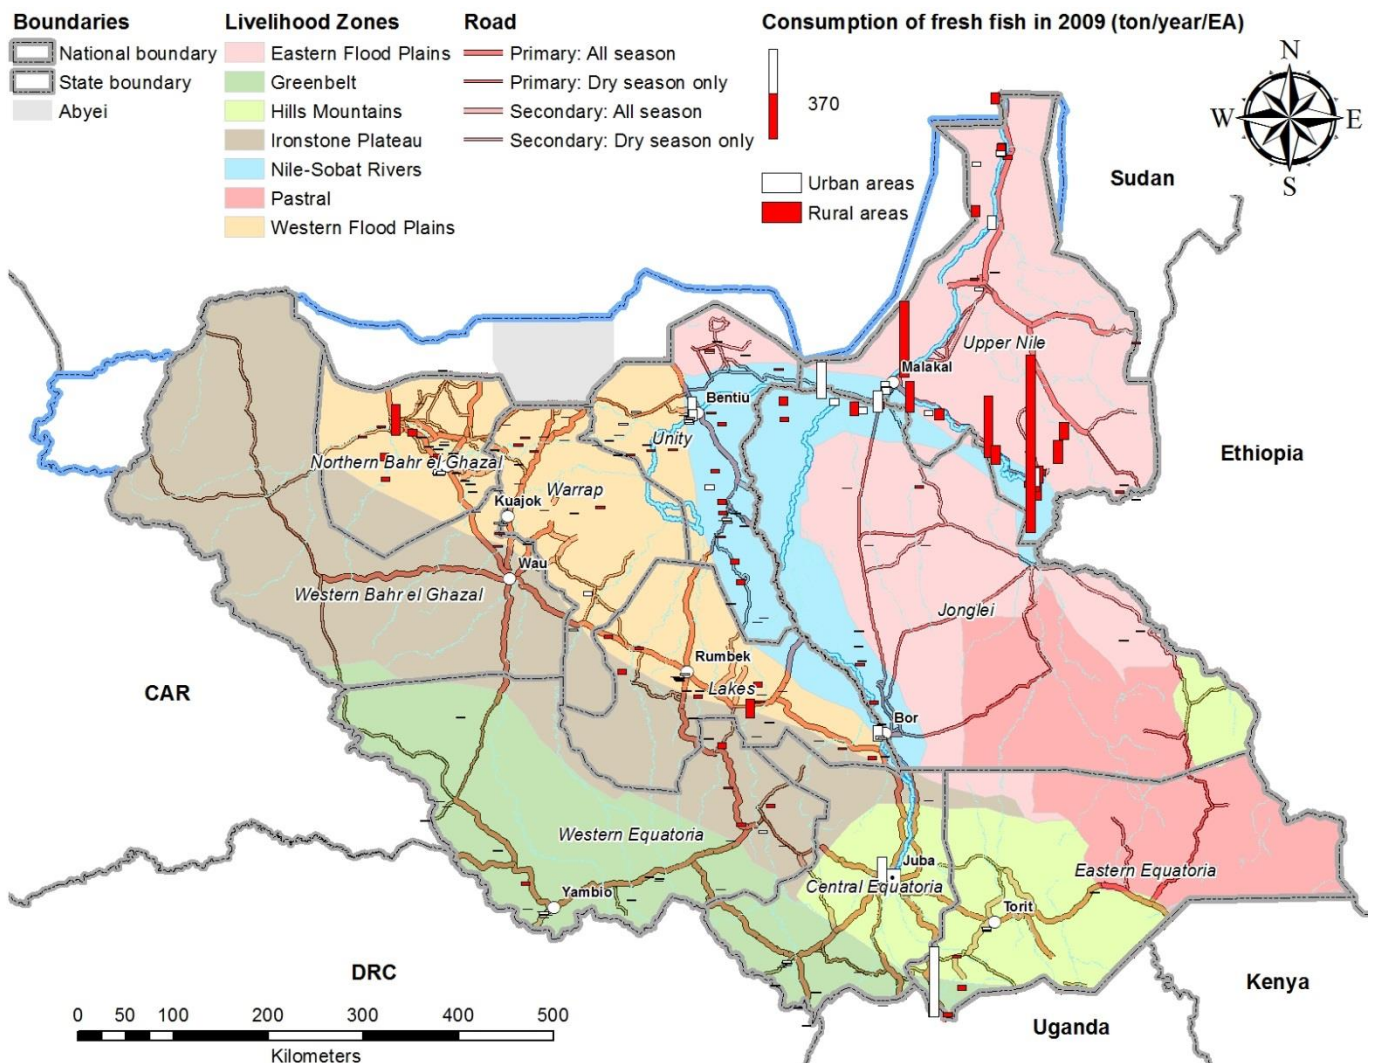 Boundaries
National boundary
State boundary
Abyei
Livelihood Zones
Eastern Flood Plains
Greenbelt
Hills Mountains
Ironstone Plateau
Nile-Sobat Rivers
Pastral
Western Flood Plains
Road
Primary: All season
Primary: Dry season only
Secondary: All season
Secondary: Dry season only
Consumption of fresh fish in 2009 (ton/year/EA)
370
Urban areas
Rural areas
N
W
E
S
Sudan
Upper Nile
Malakal
Bentiu
Unity
Ethiopia
Northern Bahr el Ghazal
Warrap
Kuajok
Wau
Western Bahr el Ghazal
Jonglei
Rumbek
Lakes
CAR
Bor
Western Equatoria
Juba
Central Equatoria
Eastern Equatoria
Yambio
Torit
DRC
Kenya
Uganda
0 25 50 100 200 300 400 500
Kilometers